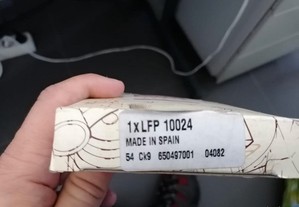 1 x LFP 10024
MADE IN SPAIN
54 Ck9 650497001 04082